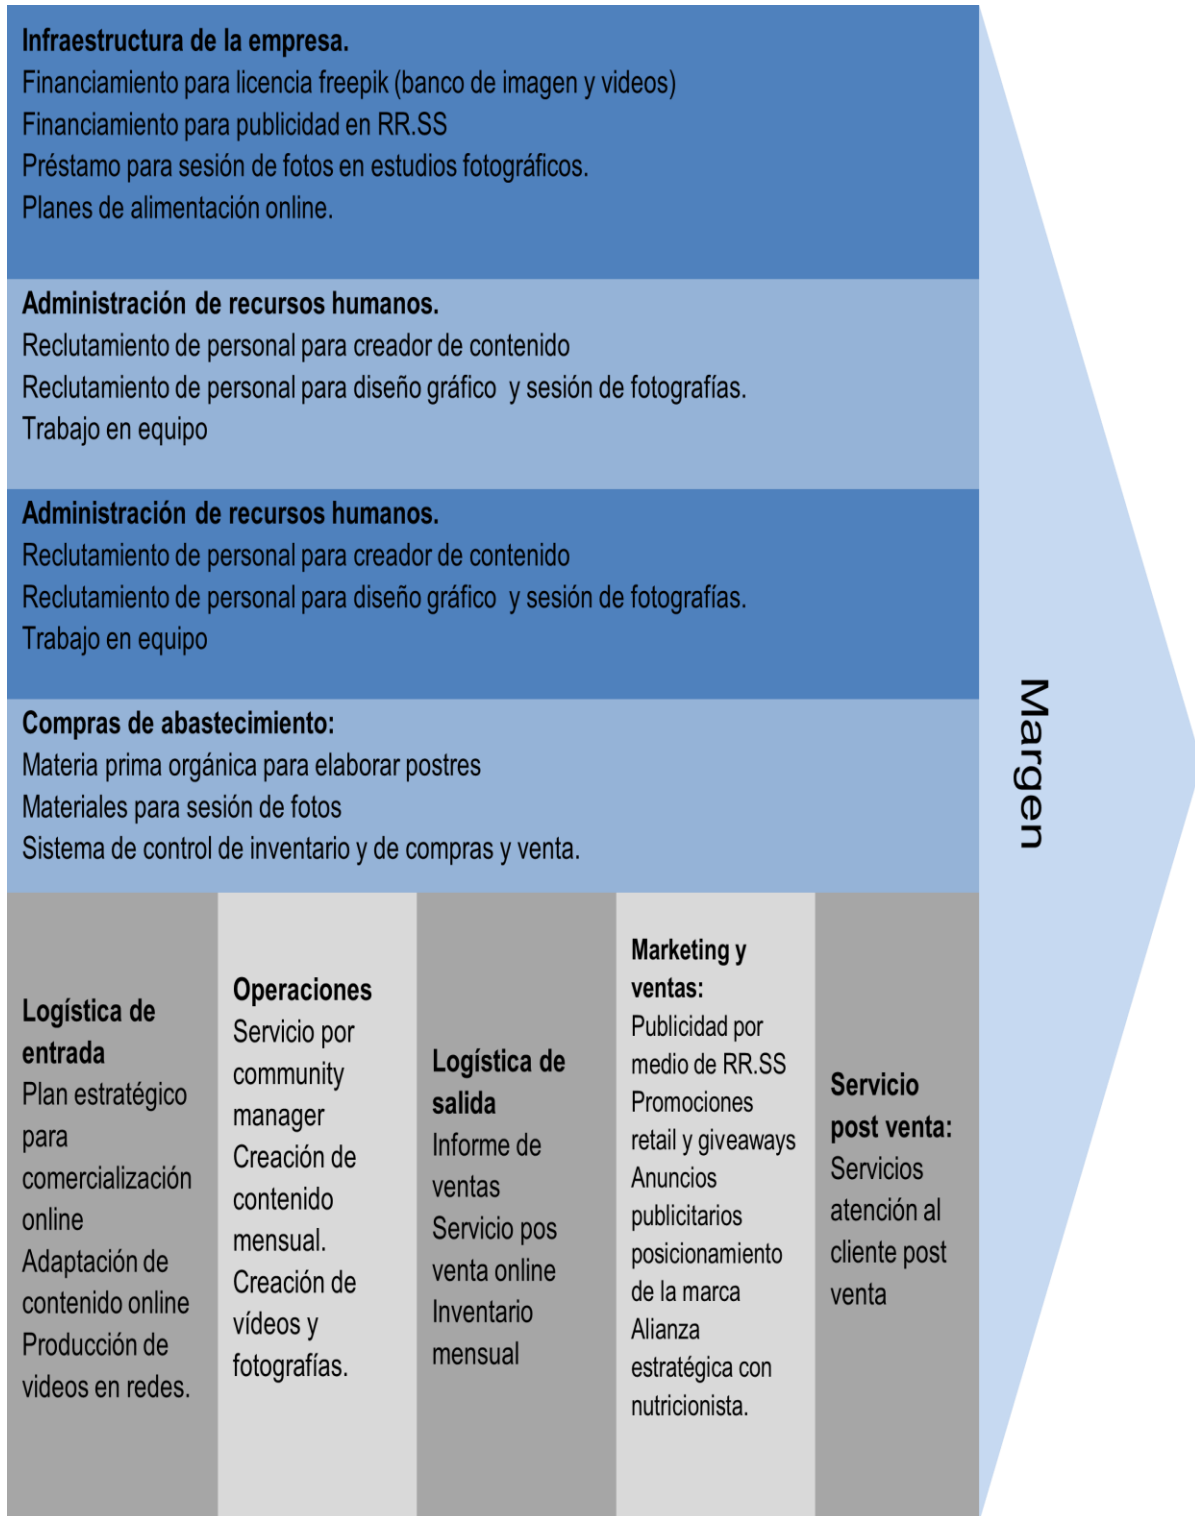 Infraestructura de la empresa.
Financiamiento para licencia freepik (banco de imagen y videos)
Financiamiento para publicidad en RR.SS
Préstamo para sesión de fotos en estudios fotográficos.
Planes de alimentación online.
Administración de recursos humanos.
Reclutamiento de personal para creador de contenido
Reclutamiento de personal para diseño gráfico y sesión de fotografías.
Trabajo en equipo
Administración de recursos humanos.
Reclutamiento de personal para creador de contenido
Reclutamiento de personal para diseño gráfico y sesión de fotografías.
Trabajo en equipo
Compras de abastecimiento:
Materia prima orgánica para elaborar postres
Materiales para sesión de fotos
Sistema de control de inventario y de compras y venta.
Logística de
entrada
Plan estratégico
para
comercialización
online
Adaptación de
contenido online
Producción de
videos en redes.
Operaciones
Servicio por
community
manager
Creación de
contenido
mensual.
Creación de
vídeos y
fotografías.
Logística de
salida
Informe de
ventas
Servicio pos
venta online
Inventario
mensual
Marketing y
ventas:
Publicidad por
medio de RR.SS
Promociones
retail y giveaways
Anuncios
publicitarios
posicionamiento
de la marca
Alianza
estratégica con
nutricionista.
Servicio
post venta:
Servicios
atención al
cliente post
venta
Margen